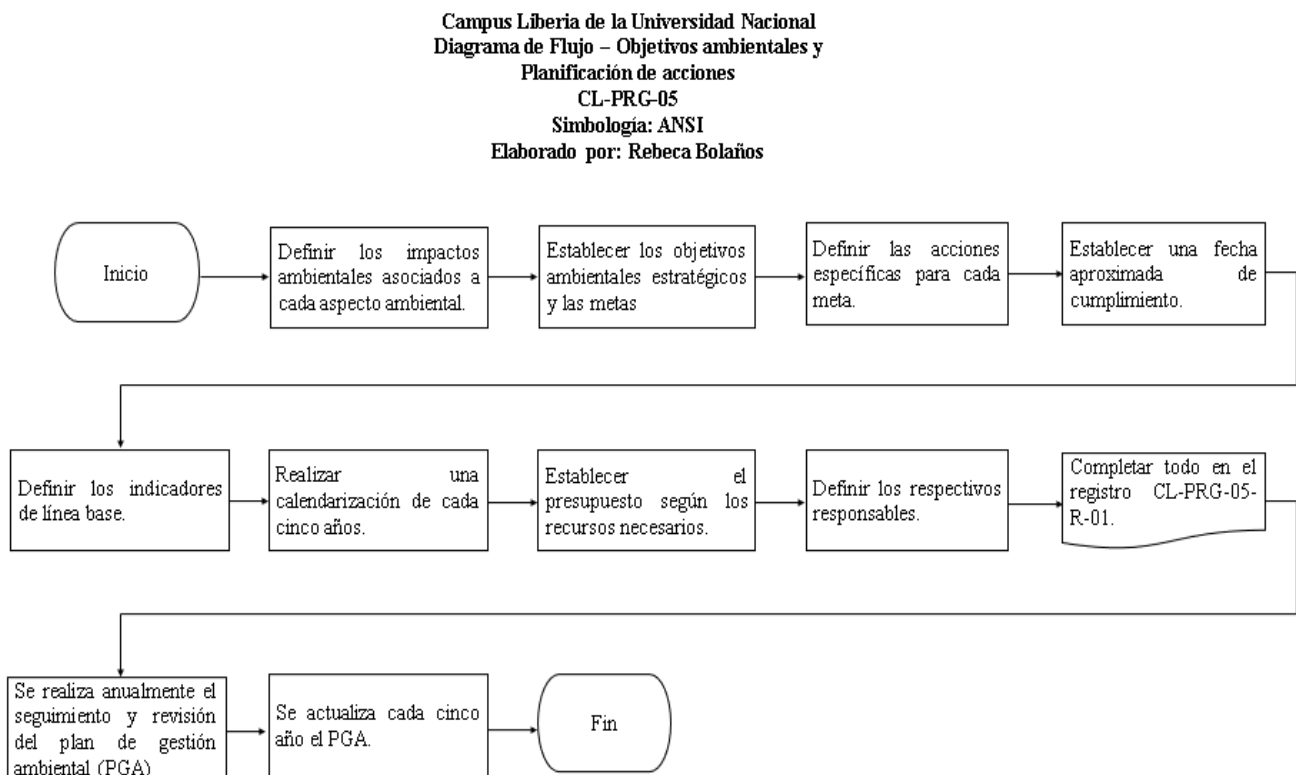 Campus Liberia de la Universidad Nacional
Diagrama de Flujo – Objetivos ambientales y
Planificación de acciones
CL-PRG-05
Simbología: ANSI
Elaborado por: Rebeca Bolaños
Inicio
Definir los impactos
ambientales asociados a
cada aspecto ambiental.
Establecer los objetivos
ambientales estratégicos
y las metas
Definir las acciones
específicas para cada
meta.
Establecer una fecha
aproximada de
cumplimiento.
Definir los indicadores
de línea base.
Realizar una
calendarización de cada
cinco años.
Establecer el
presupuesto según los
recursos necesarios.
Definir los respectivos
responsables.
Completar todo en el
registro CL-PRG-05-
R-01.
Se realiza anualmente el
seguimiento y revisión
del plan de gestión
ambiental (PGA)
Se actualiza cada cinco
año el PGA.
Fin